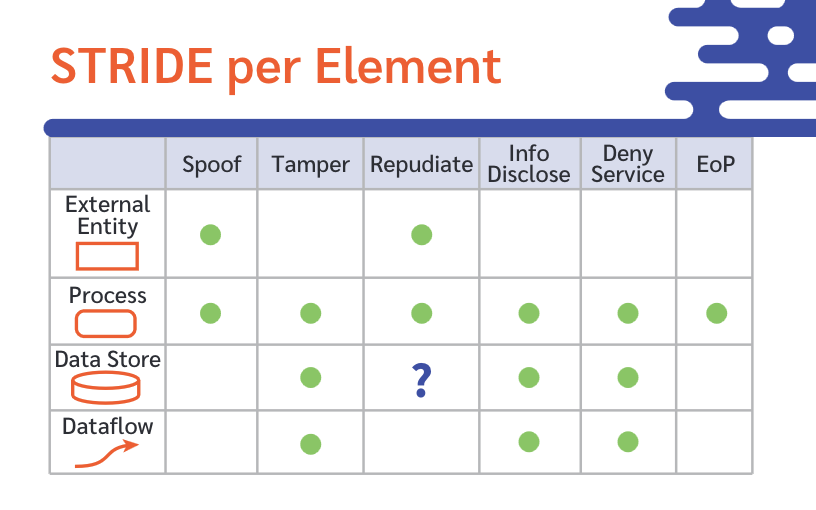 STRIDE per Element
Spoof
Tamper
Repudiate
Info
Disclose
Deny
Service
EoP
External
Entity
Process
Data Store
?
Dataflow